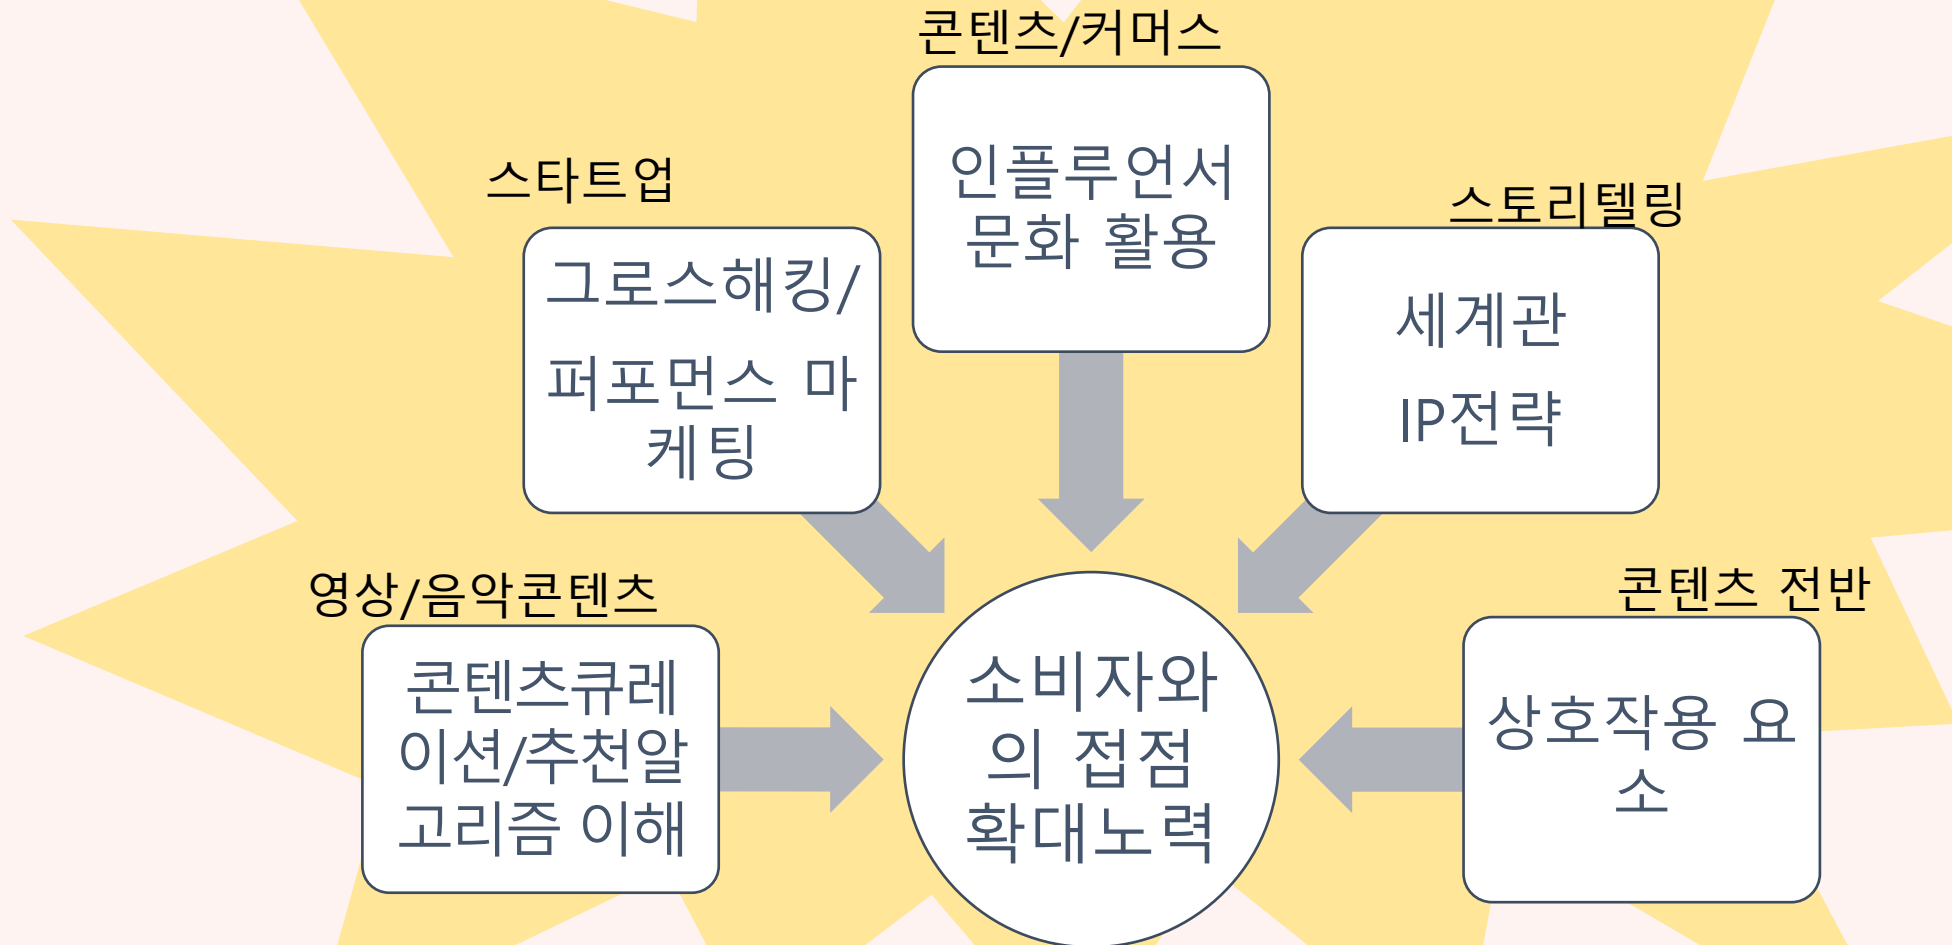 콘텐츠/커머스
인플루언서
문화 활용
스타트업
그로스해킹/
퍼포먼스 마
케팅
스토리텔링
세계관
IP전략
영상/음악콘텐츠
콘텐츠큐레
이션/추천알
고리즘 이해
콘텐츠 전반
상호작용 요
소
소비자와
의 접점
확대노력